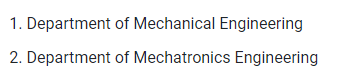 1. Department of Mechanical Engineering
2. Department of Mechatronics Engineering